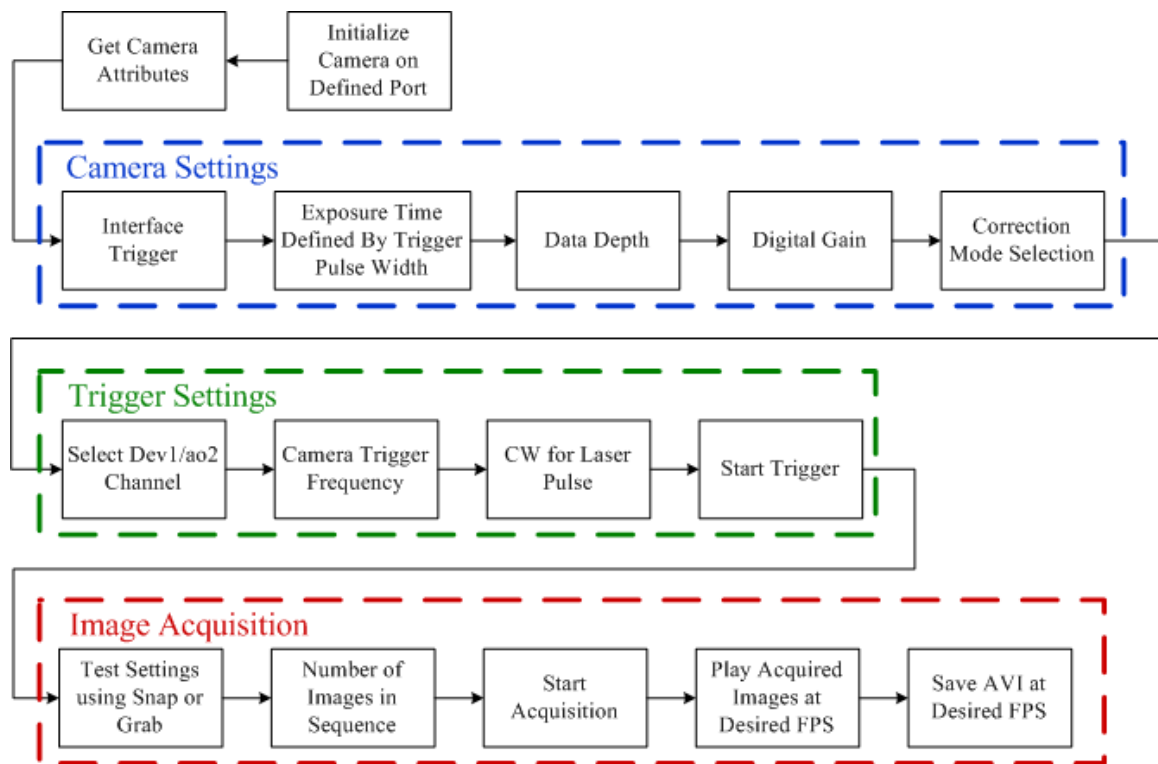 Get Camera
Attributes
Initialize
Camera on
Defined Port
Camera Settings
Interface
Trigger
Exposure Time
Defined By Trigger
Pulse Width
Data Depth
Digital Gain
Correction
Mode Selection
Trigger Settings
Select Dev1/ao2
Channel
Camera Trigger
Frequency
CW for Laser
Pulse
Start Trigger
Image Acquisition
Test Settings
using Snap or
Grab
Number of
Images in
Sequence
Start
Acquisition
Play Acquired
Images at
Desired FPS
Save AVI at
Desired FPS